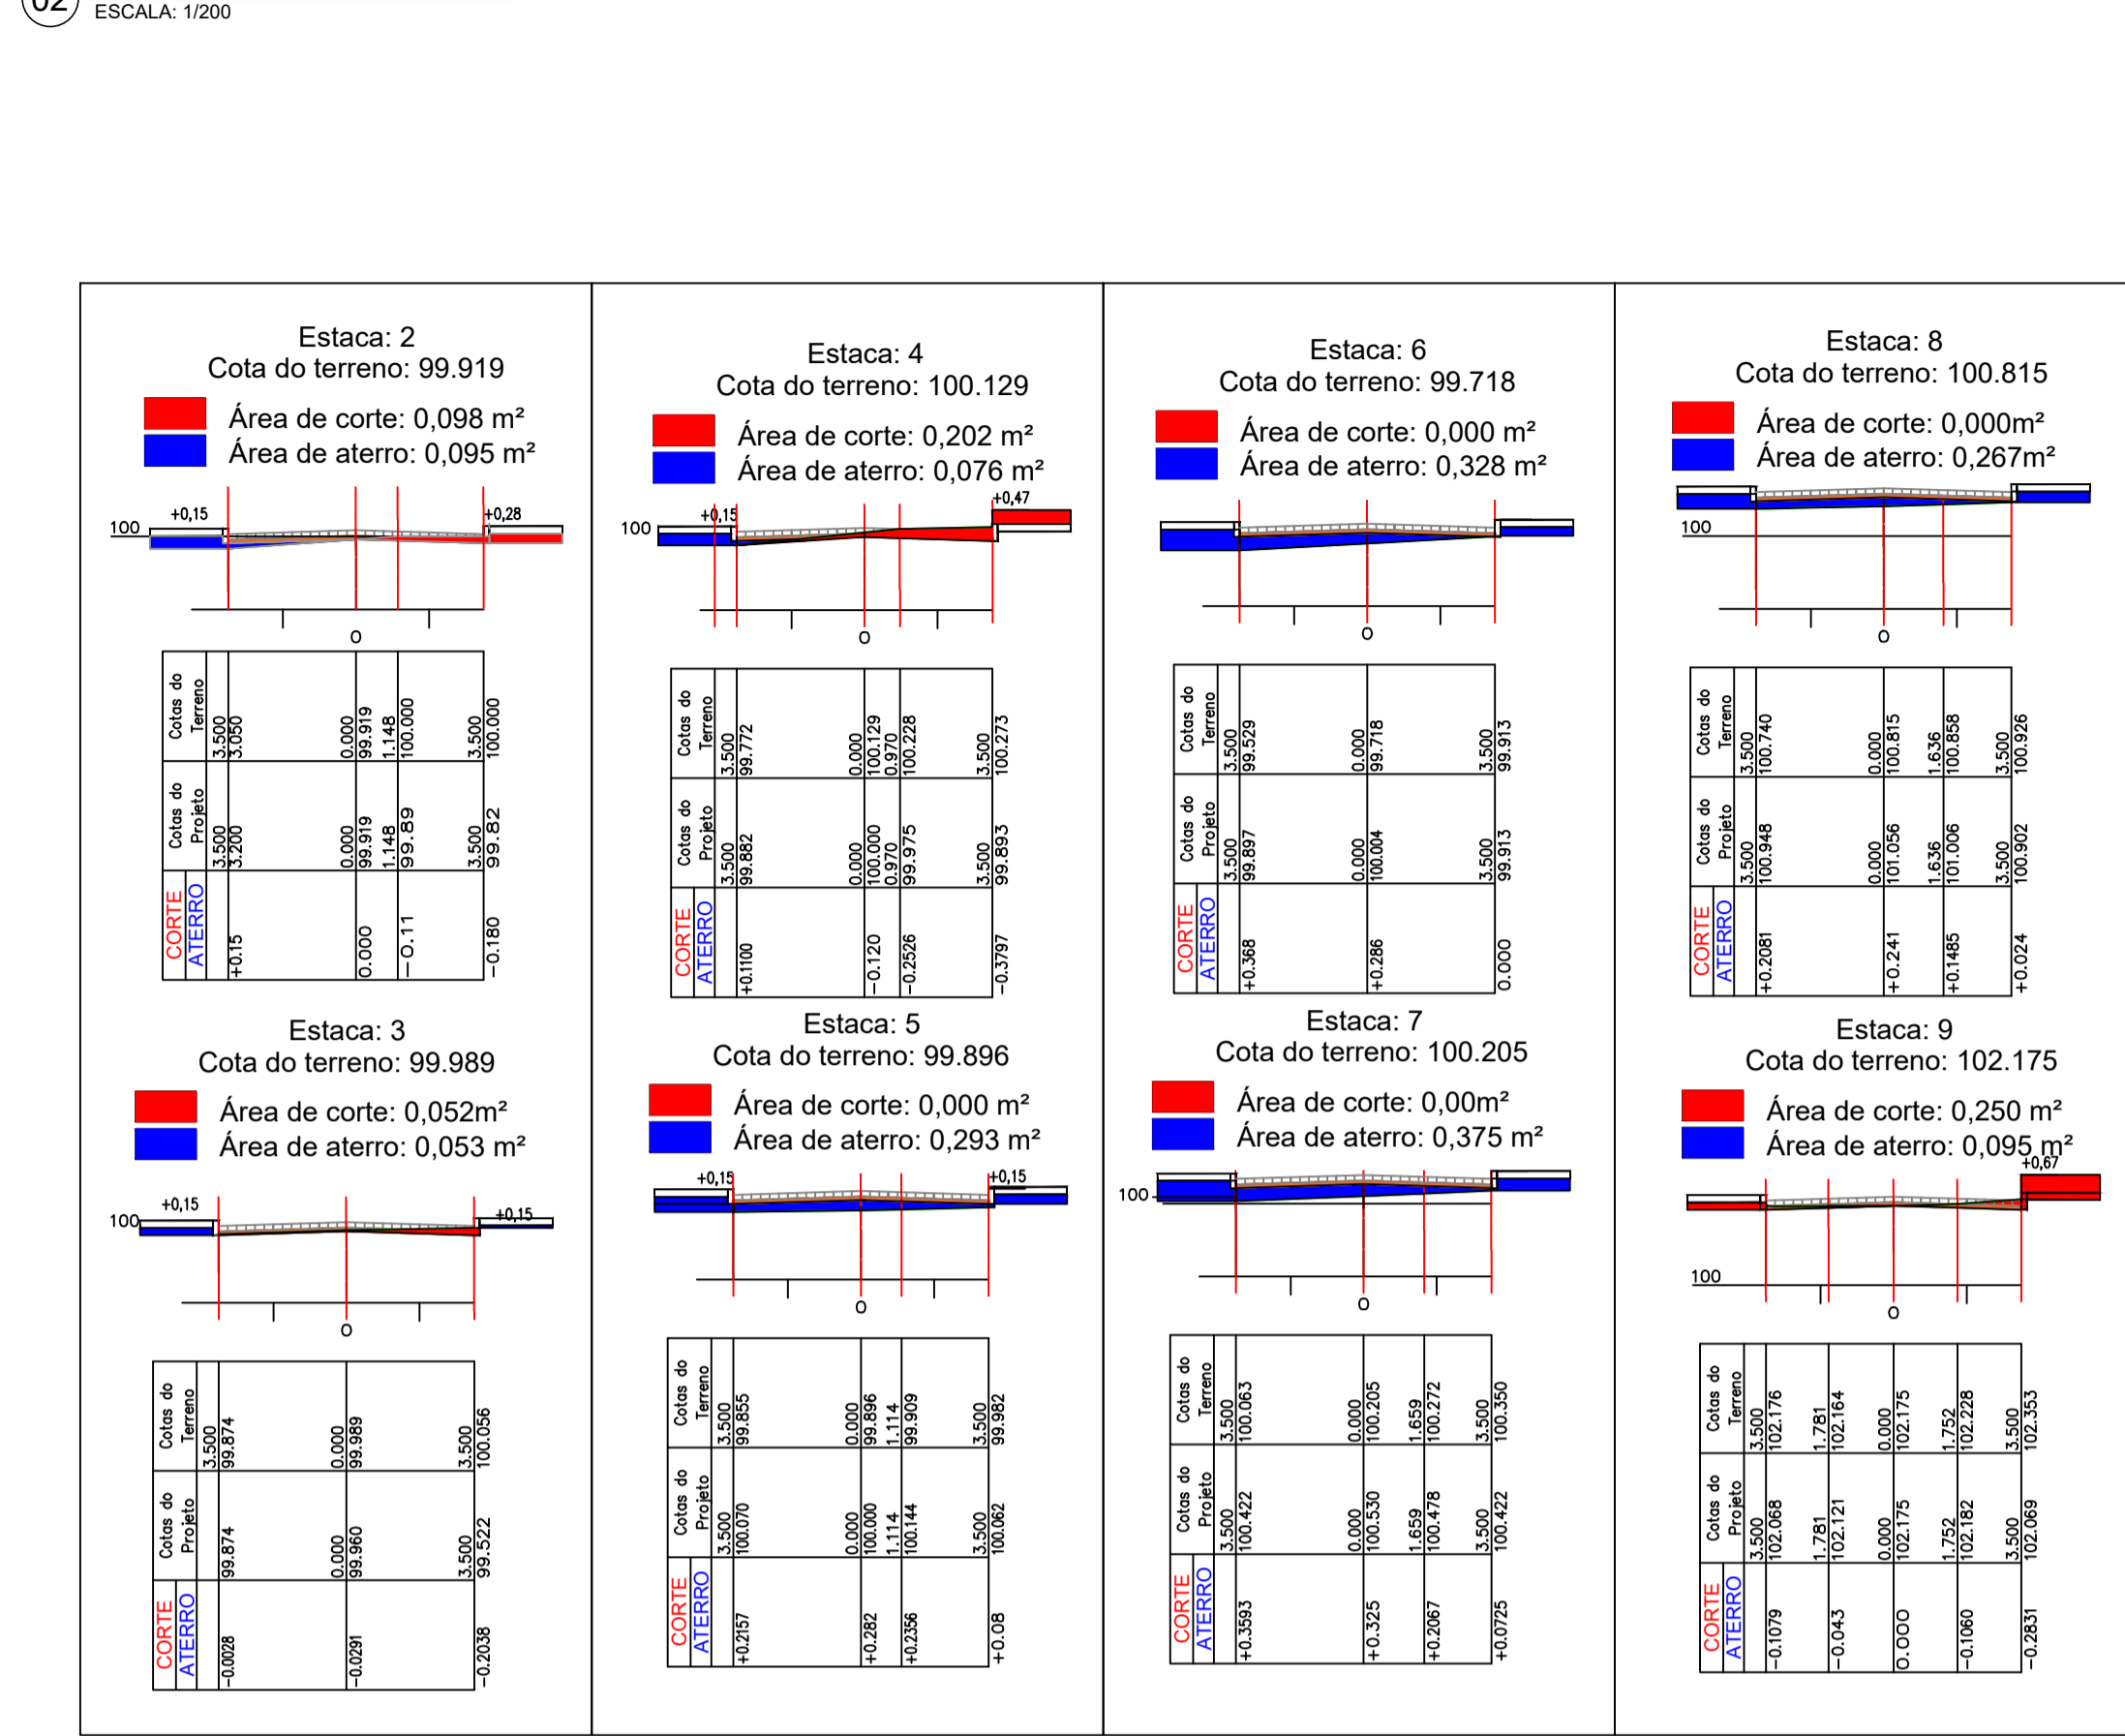 02
ESCALA: 1/200
Estaca: 2
Cota do terreno: 99.919
Área de corte: 0,098 m²
Área de aterro: 0,095 m²
+0,15
+0,28
100
0
Cotas do
Terreno
3.500
3.050
0.000
99.919
1.148
100.000
3.500
100.000
Cotas do
Projeto
3.500
3.200
0.000
99.919
1.148
99.89
3.500
99.82
CORTE
ATERRO
+0.15
0.000
-0.11
-0.180
Estaca: 3
Cota do terreno: 99.989
Área de corte: 0,052m²
Área de aterro: 0,053 m²
+0,15
+0,15
100
0
Cotas do
Terreno
3.500
99.874
0.000
99.989
3.500
100.056
Cotas do
Projeto
99.874
0.000
99.960
3.500
99.522
CORTE
ATERRO
-0.0028
-0.0291
-0.2038
Estaca: 4
Cota do terreno: 100.129
Área de corte: 0,202 m²
Área de aterro: 0,076 m²
+0,15
+0,47
100
0
Cotas do
Terreno
3.500
99.772
0.000
100.129
0.970
100.228
3.500
100.273
Cotas do
Projeto
3.500
99.882
0.000
100.000
0.970
99.975
3.500
99.893
CORTE
ATERRO
+0.1100
-0.120
-0.2526
-0.3797
Estaca: 5
Cota do terreno: 99.896
Área de corte: 0,000 m²
Área de aterro: 0,293 m²
+0,15
+0,15
0
Cotas do
Terreno
3.500
99.855
0.000
99.896
1.114
99.909
3.500
99.982
Cotas do
Projeto
3.500
100.070
0.000
100.000
1.114
100.144
3.500
100.062
CORTE
ATERRO
+0.2157
+0.282
+0.2356
+0.08
Estaca: 6
Cota do terreno: 99.718
Área de corte: 0,000 m²
Área de aterro: 0,328 m²
0
Cotas do
Terreno
3.500
99.529
0.000
99.718
3.500
99.913
Cotas do
Projeto
3.500
99.897
0.000
100.004
3.500
99.913
CORTE
ATERRO
+0.368
+0.286
0.000
Estaca: 7
Cota do terreno: 100.205
Área de corte: 0,00m²
Área de aterro: 0,375 m²
100
0
Cotas do
Terreno
3.500
100.063
0.000
100.205
1.659
100.272
3.500
100.350
Cotas do
Projeto
3.500
100.422
0.000
100.530
1.659
100.478
3.500
100.422
CORTE
ATERRO
+0.3593
+0.325
+0.2067
+0.0725
Estaca: 8
Cota do terreno: 100.815
Área de corte: 0,000m²
Área de aterro: 0,267m²
100
0
Cotas do
Terreno
3.500
100.740
0.000
100.815
1.636
100.858
3.500
100.926
Cotas do
Projeto
3.500
100.948
0.000
101.056
1.636
101.006
3.500
100.902
CORTE
ATERRO
+0.2081
+0.241
+0.1485
+0.024
Estaca: 9
Cota do terreno: 102.175
Área de corte: 0,250 m²
Área de aterro: 0,095 m²
+0,67
100
0
Cotas do
Terreno
3.500
102.176
1.781
102.164
0.000
102.175
1.752
102.228
3.500
102.353
Cotas do
Projeto
3.500
102.068
1.781
102.121
0.000
102.175
1.752
102.182
3.500
102.069
CORTE
ATERRO
-0.1079
-0.043
0.000
-0.1060
-0.2831